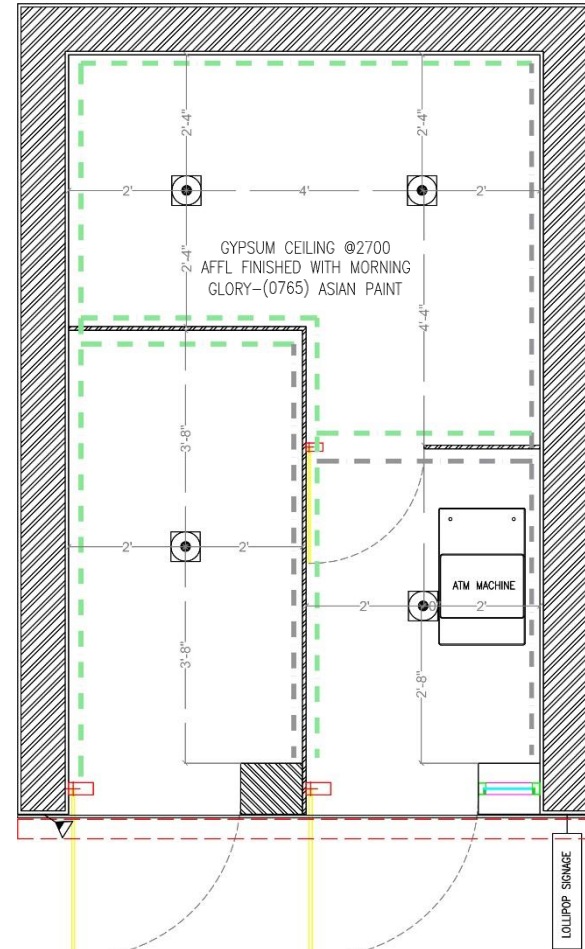 2'-4"
2'-4"
2'
4'
2'
GYPSUM CEILING @2700
AFFL FINISHED WITH MORNING
GLORY-(0765) ASIAN PAINT
2'-4"
4'-4"
3'-8"
2'
2'
ATM MACHINE
2'
2'
3'-8"
2'-8"
LOLLIPOP SIGNAGE